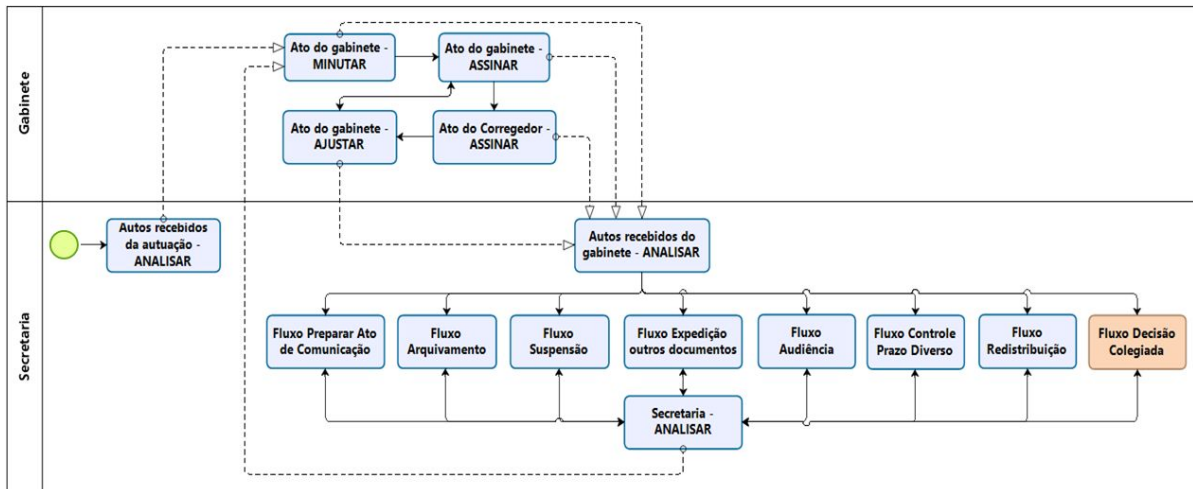 Gabinete
Ato do gabinete -
MINUTAR
Ato do gabinete -
ASSINAR
Ato do gabinete -
AJUSTAR
Ato do Corregedor -
ASSINAR
Secretaria
Autos recebidos
da autuação -
ANALISAR
Autos recebidos do
gabinete - ANALISAR
Fluxo Preparar Ato
de Comunicação
Fluxo
Arquivamento
Fluxo
Suspensão
Fluxo Expedição
outros documentos
Fluxo
Audiência
Fluxo Controle
Prazo Diverso
Fluxo
Redistribuição
Fluxo Decisão
Colegiada
Secretaria -
ANALISAR